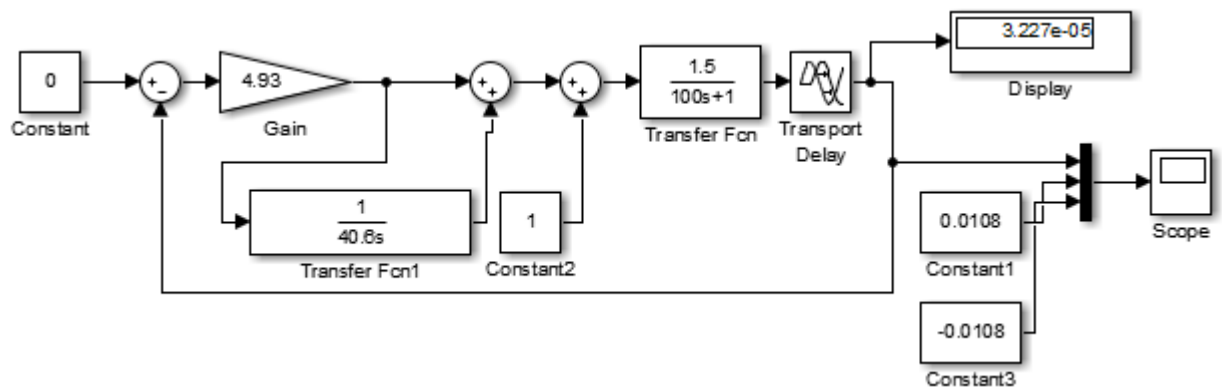 0
Constant
+
−
4.93
Gain
+
+
+
+
1.5
100s+1
Transfer Fcn
Transport
Delay
3.227e-05
Display
1
40.6s
Transfer Fcn1
1
Constant2
0.0108
Constant1
-0.0108
Constant3
Scope